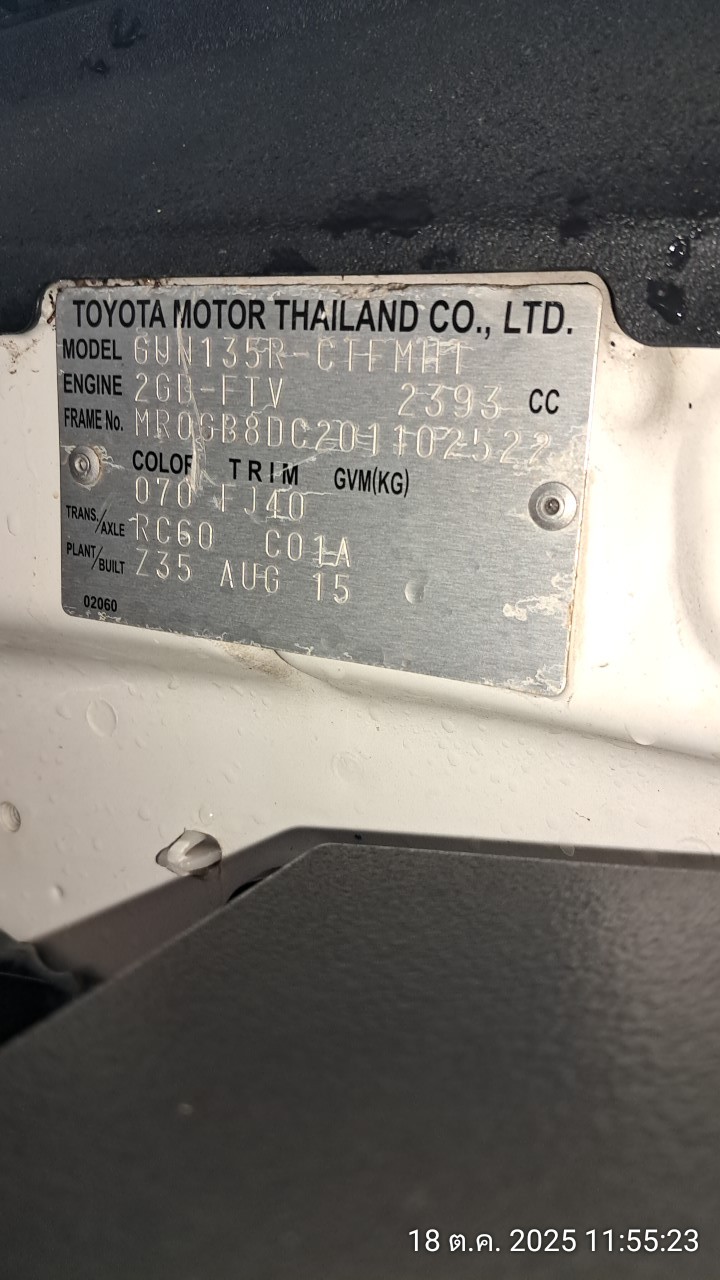 TOYOTA MOTOR THAILAND CO., LTD.
MODEL GUN135R-CTFMHT
ENGINE 2GD-FTV 2393 CC
FRAME No. MR0GB8DC201102522
COLOR TRIM GVM(KG)
070 FJ40
TRANS./AXLE RC60 C01A
PLANT/BUILT Z35 AUG 15
02060
18 ต.ค. 2025 11:55:23